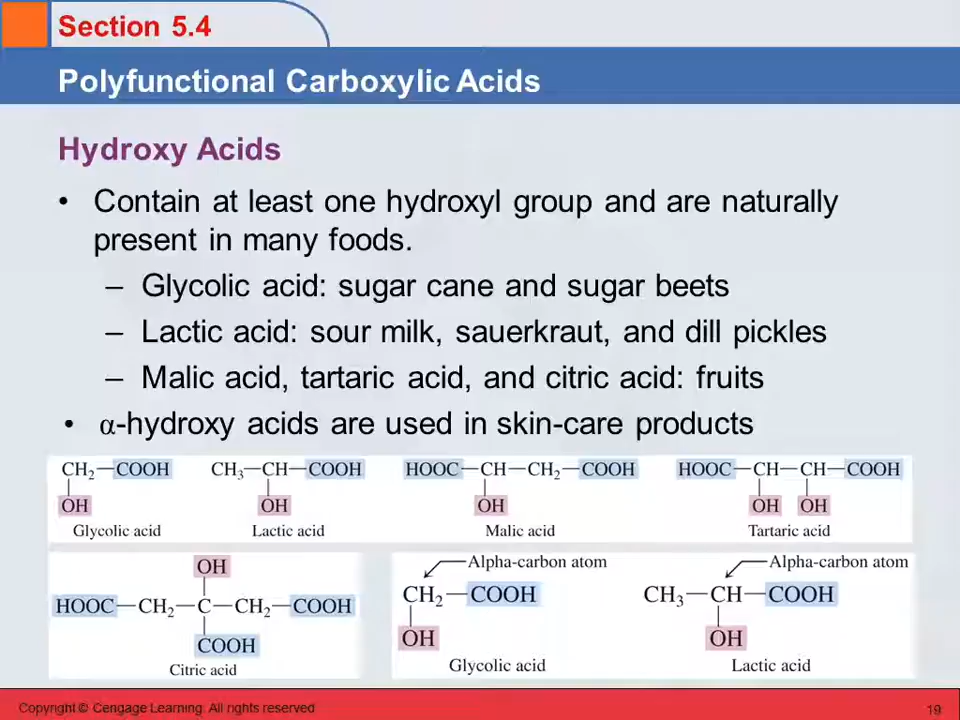 Section 5.4
Polyfunctional Carboxylic Acids
Hydroxy Acids
• Contain at least one hydroxyl group and are naturally
present in many foods.
– Glycolic acid: sugar cane and sugar beets
– Lactic acid: sour milk, sauerkraut, and dill pickles
– Malic acid, tartaric acid, and citric acid: fruits
• α-hydroxy acids are used in skin-care products
CH₂—COOH CH₃—CH—COOH HOOC—CH—CH₂—COOH HOOC—CH—CH—COOH
OH OH OH OH OH
Glycolic acid Lactic acid Malic acid Tartaric acid
OH
HOOC—CH₂—C—CH₂—COOH
COOH
Citric acid
Alpha-carbon atom
CH₂—COOH
OH
Glycolic acid
Alpha-carbon atom
CH₃—CH—COOH
OH
Lactic acid
Copyright © Cengage Learning. All rights reserved
19